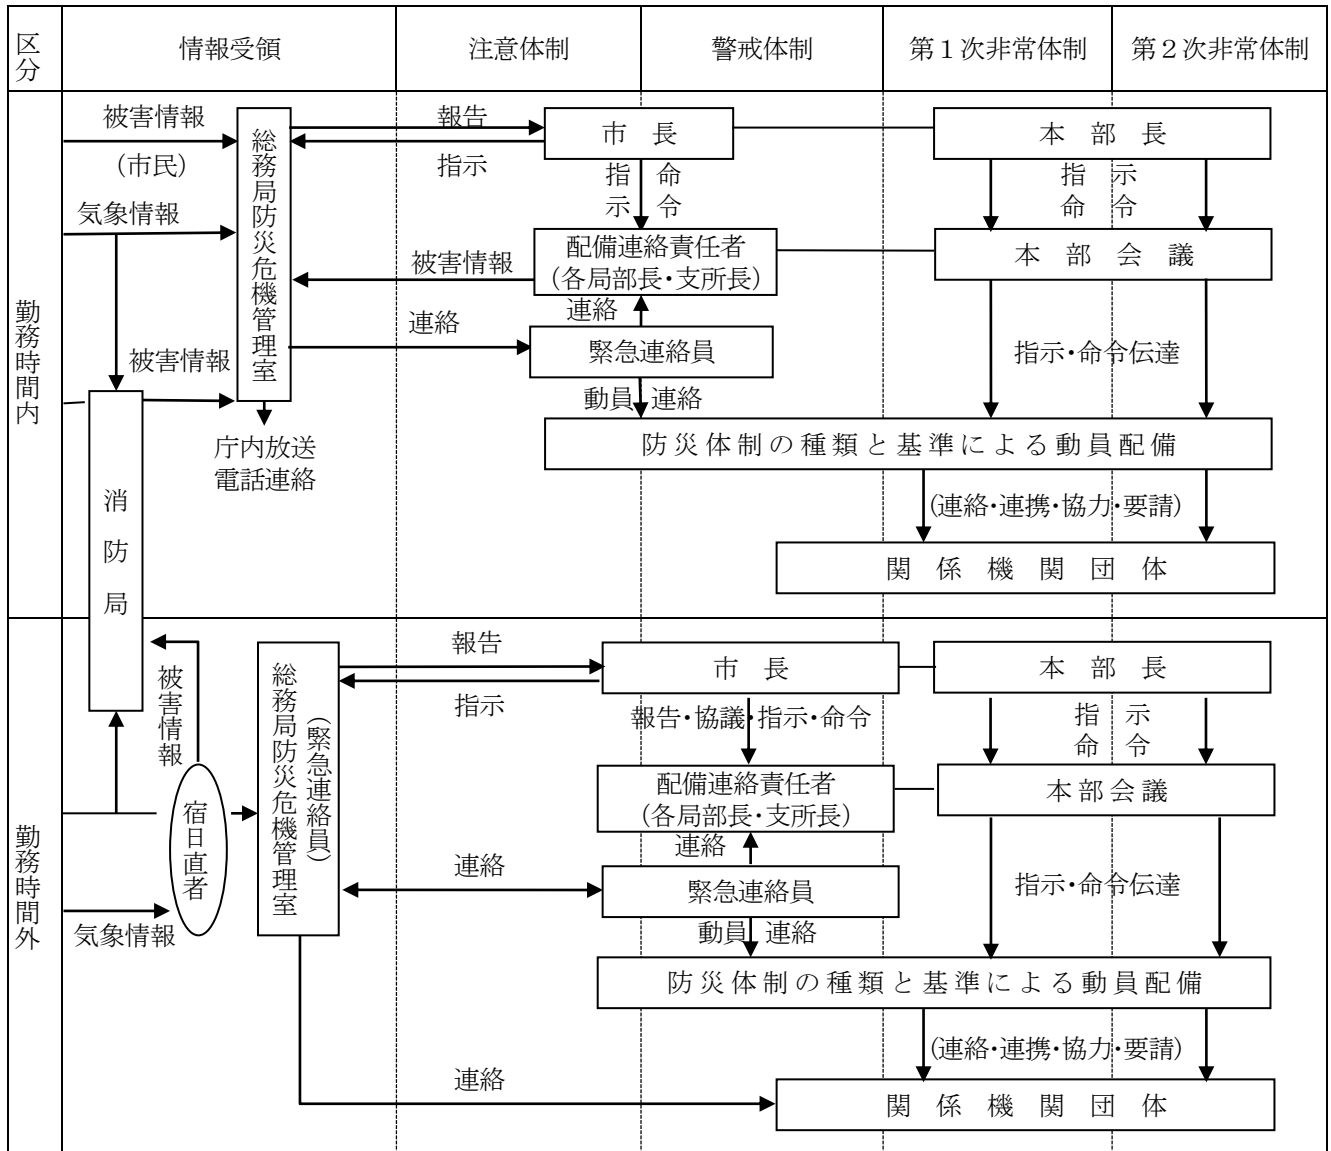 区分
情報受領
注意体制
警戒体制
第１次非常体制
第２次非常体制
勤務時間内
被害情報
(市民)
気象情報
被害情報
消防局
総務局防災危機管理室
庁内放送
電話連絡
報告
指示
被害情報
連絡
市　長
指　命
示　令
配備連絡責任者
(各局部長・支所長)
連絡
緊急連絡員
動員　連絡
本　部　長
指　示
命　令
本　部　会　議
指示・命令伝達
防災体制の種類と基準による動員配備
(連絡・連携・協力・要請)
関　係　機　関　団　体
勤務時間外
被害情報
宿日直者
気象情報
総務局防災危機管理室
(緊急連絡員)
報告
指示
連絡
連絡
市　長
報告・協議・指示・命令
配備連絡責任者
(各局部長・支所長)
連絡
緊急連絡員
動員　連絡
本　部　長
指　示
命　令
本部会議
指示・命令伝達
防災体制の種類と基準による動員配備
(連絡・連携・協力・要請)
関　係　機　関　団　体